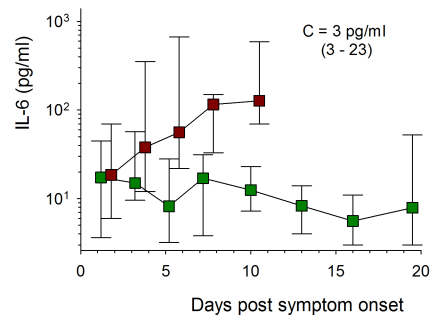 10³
C = 3 pg/ml
(3 - 23)
IL-6 (pg/ml)
10²
10¹
0 5 10 15 20
Days post symptom onset